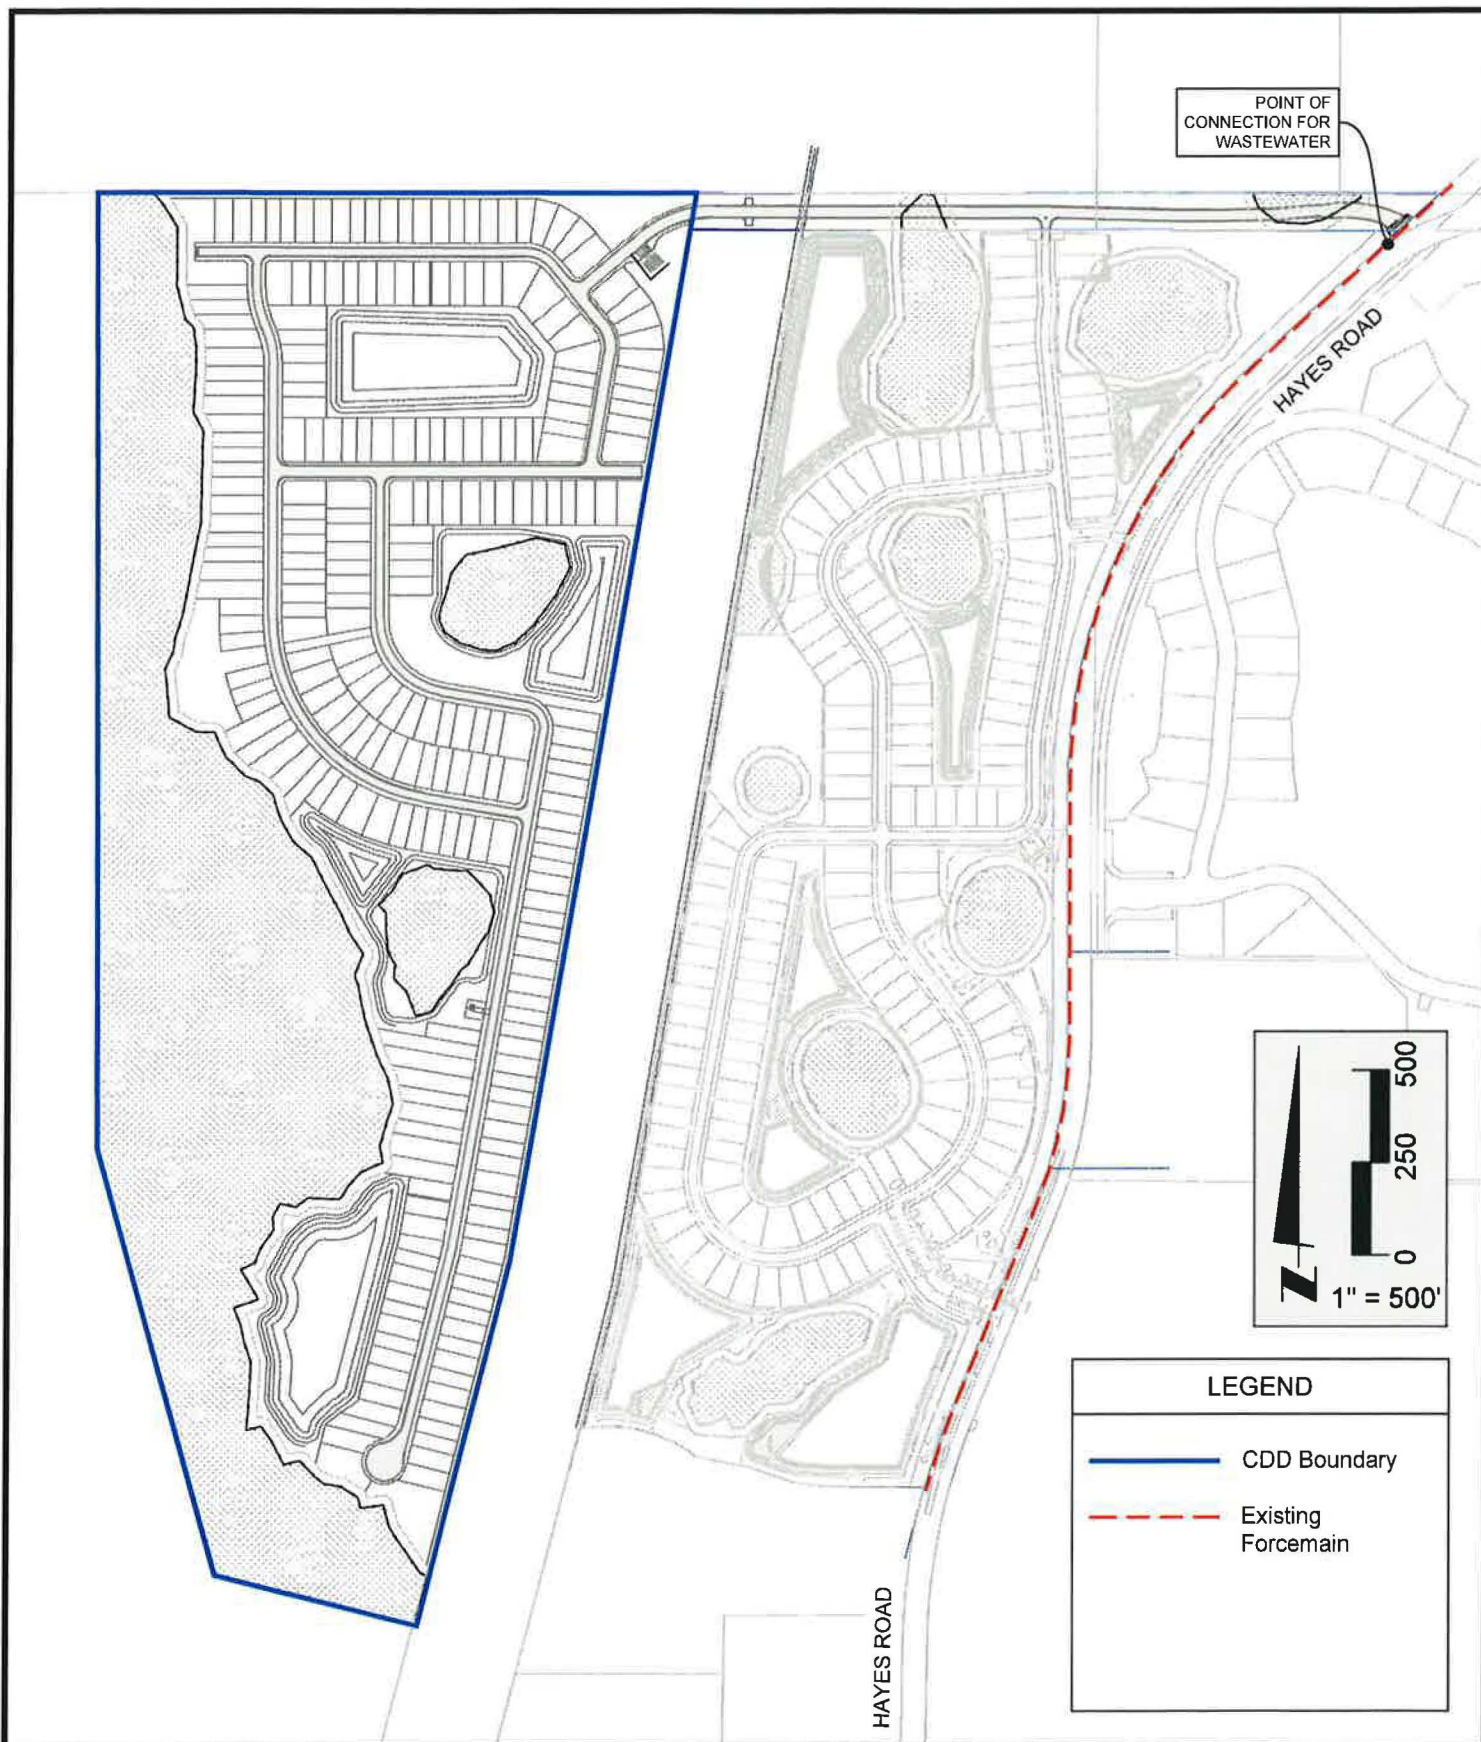 POINT OF
CONNECTION FOR
WASTEWATER
HAYES ROAD
500
250
0
N
1" = 500'
LEGEND
CDD Boundary
Existing
Forcemain
HAYES ROAD